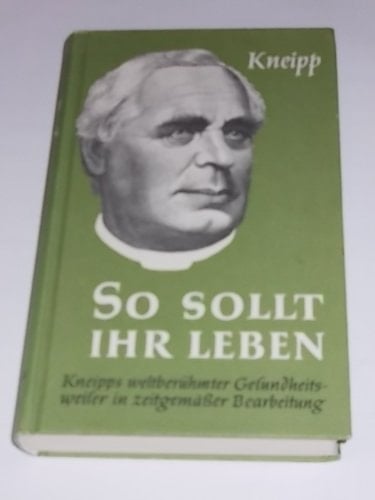 Kneipp
SO SOLLT
IHR LEBEN
Kneipps weltberühmter Gesundheits-
weiser in zeitgemäßer Bearbeitung